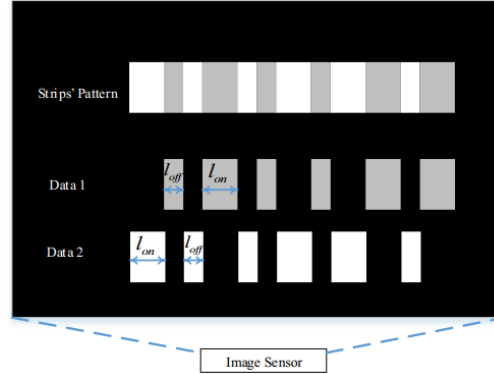 Strips' Pattern
Data 1
l_off
l_on
Data 2
l_on
l_off
Image Sensor